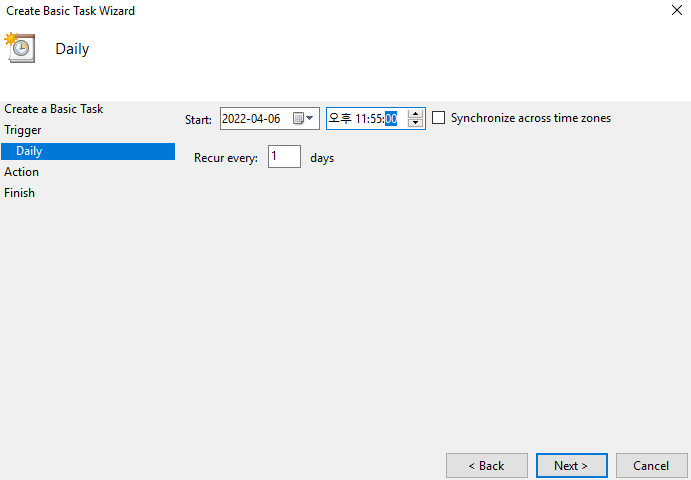 Create Basic Task Wizard
Daily
Create a Basic Task
Trigger
Daily
Action
Finish
Start: 2022-04-06 오후 11:55:00 Synchronize across time zones
Recur every: 1 days
< Back Next > Cancel